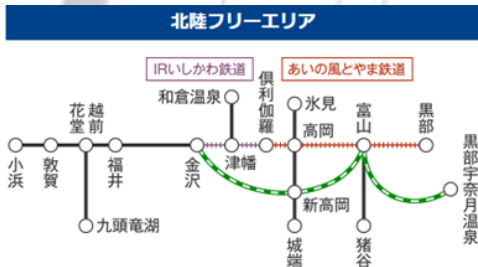 北陸フリーエリア
IRいしかわ鉄道
あいの風とやま鉄道
和倉温泉
倶利伽羅
氷見
高岡
富山
黒部
越前花堂
小浜
敦賀
福井
金沢
津幡
新高岡
黒部宇奈月温泉
九頭竜湖
城端
猪谷